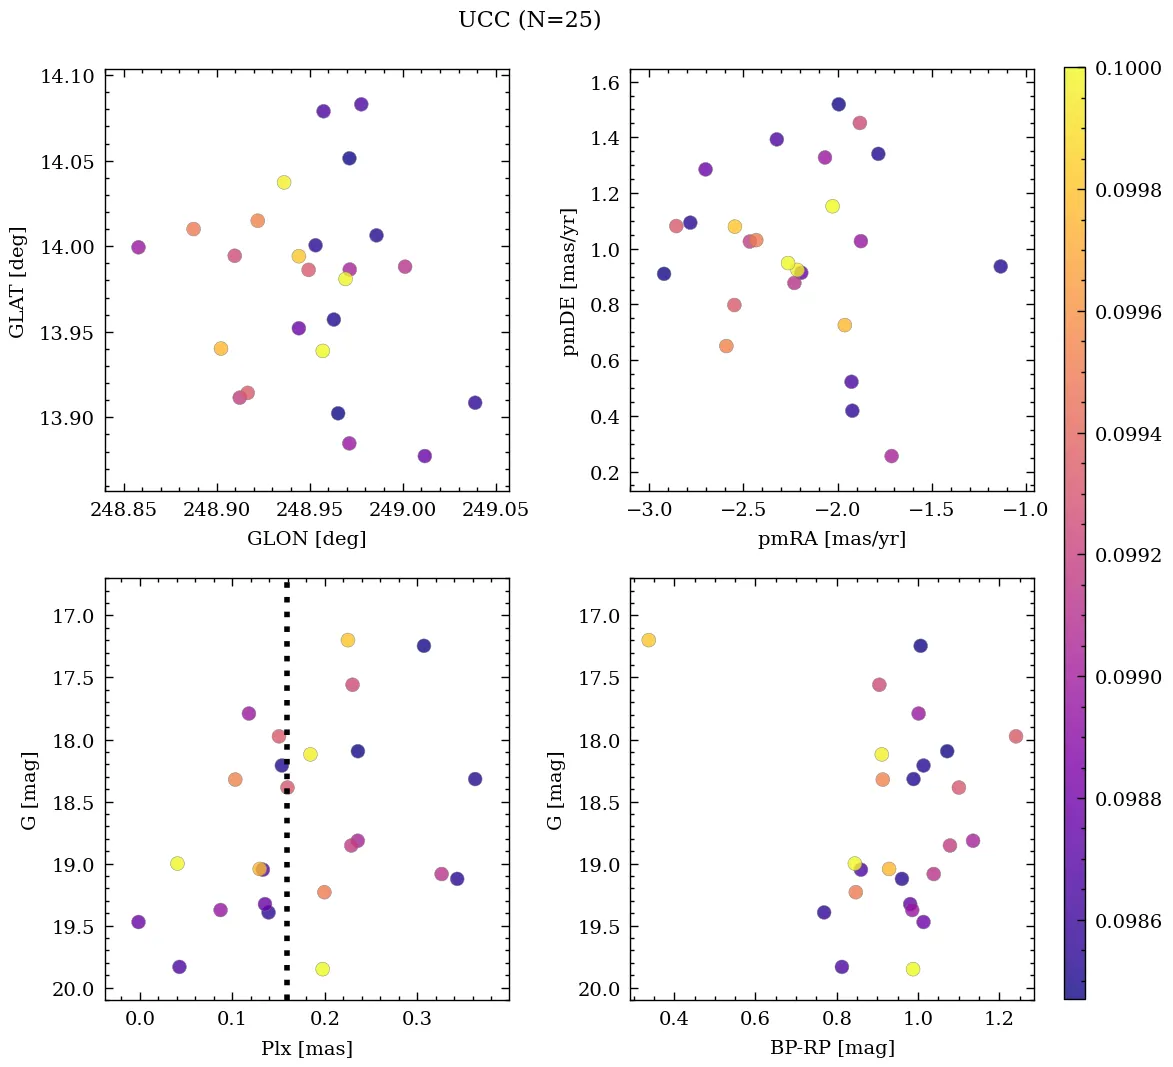 UCC (N=25)
14.10
14.05
14.00
13.95
13.90
GLAT [deg]
248.85 248.90 248.95 249.00 249.05
GLON [deg]
1.6
1.4
1.2
1.0
0.8
0.6
0.4
0.2
pmDE [mas/yr]
−3.0 −2.5 −2.0 −1.5 −1.0
pmRA [mas/yr]
17.0
17.5
18.0
18.5
19.0
19.5
20.0
G [mag]
0.0 0.1 0.2 0.3
Plx [mas]
17.0
17.5
18.0
18.5
19.0
19.5
20.0
G [mag]
0.4 0.6 0.8 1.0 1.2
BP-RP [mag]
0.1000
0.0998
0.0996
0.0994
0.0992
0.0990
0.0988
0.0986